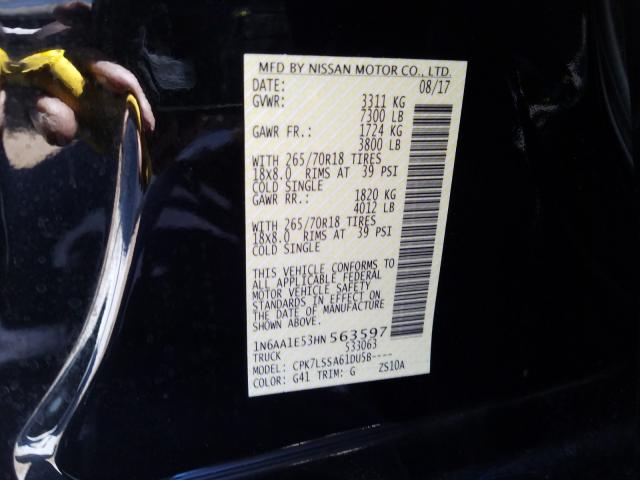 MFD BY NISSAN MOTOR CO., LTD.
DATE: 08/17
GVWR: 3311 KG
7300 LB
GAWR FR.: 1724 KG
3800 LB
WITH 265/70R18 TIRES
18x8.0 RIMS AT 39 PSI
COLD SINGLE
GAWR RR.: 1820 KG
4012 LB
WITH 265/70R18 TIRES
18x8.0 RIMS AT 39 PSI
COLD SINGLE
THIS VEHICLE CONFORMS TO
ALL APPLICABLE FEDERAL
MOTOR VEHICLE SAFETY
STANDARDS IN EFFECT ON
THE DATE OF MANUFACTURE
SHOWN ABOVE.
1N6AA1E53HN 563597
TRUCK 533063
MODEL: CPK7L5SA61DU5B----
COLOR: G41 TRIM: G ZS10A